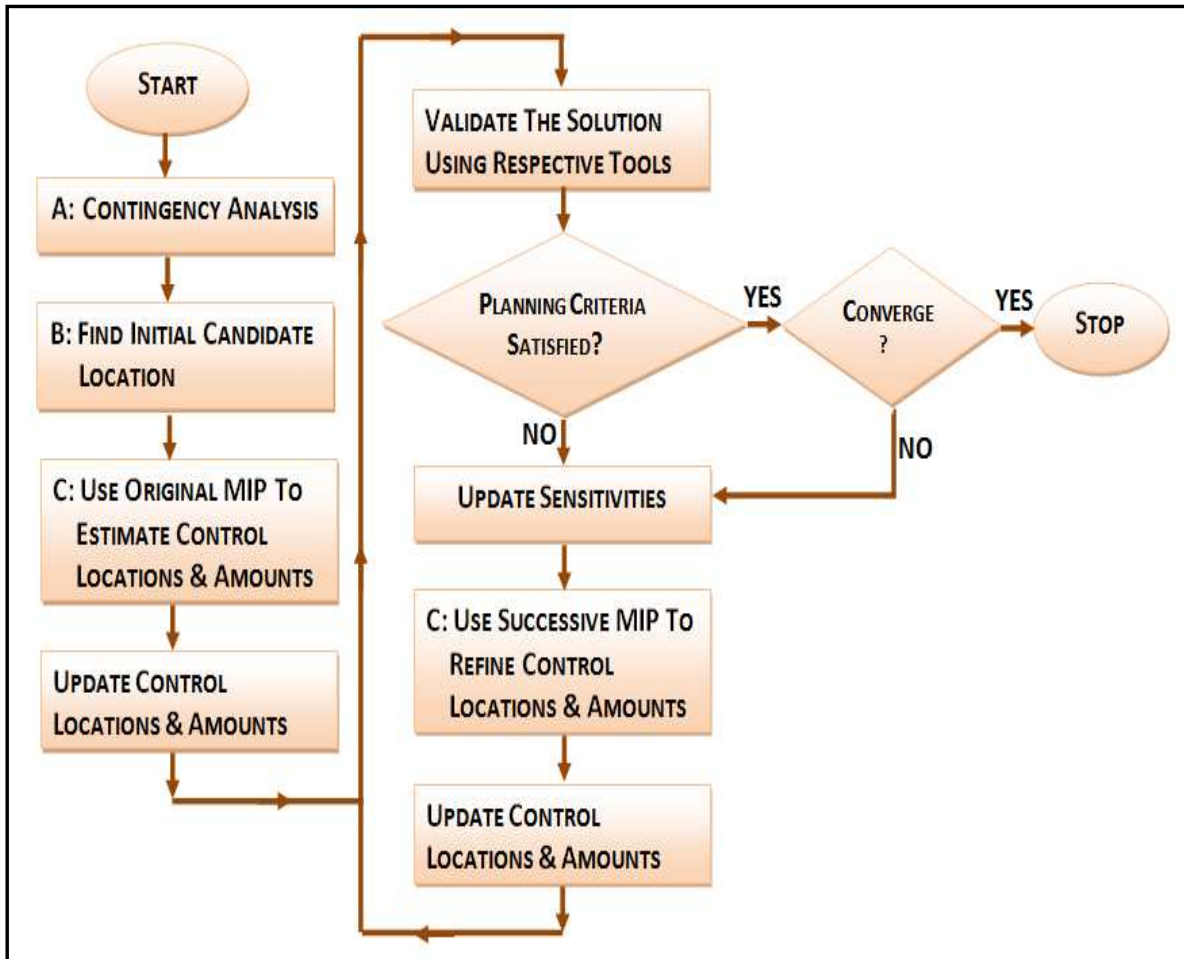 START
A: CONTINGENCY ANALYSIS
B: FIND INITIAL CANDIDATE
LOCATION
C: USE ORIGINAL MIP TO
ESTIMATE CONTROL
LOCATIONS & AMOUNTS
UPDATE CONTROL
LOCATIONS & AMOUNTS
VALIDATE THE SOLUTION
USING RESPECTIVE TOOLS
PLANNING CRITERIA
SATISFIED?
YES
CONVERGE
?
YES
STOP
NO
NO
UPDATE SENSITIVITIES
C: USE SUCCESSIVE MIP TO
REFINE CONTROL
LOCATIONS & AMOUNTS
UPDATE CONTROL
LOCATIONS & AMOUNTS